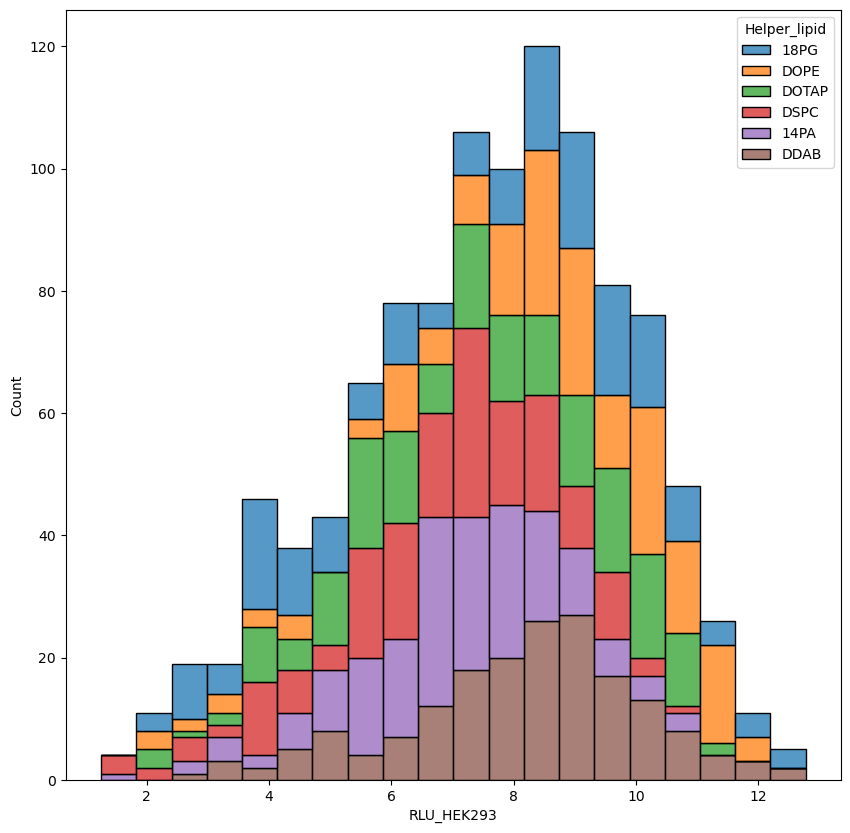 Helper_lipid
18PG
DOPE
DOTAP
DSPC
14PA
DDAB
120
100
80
60
40
20
0
Count
2 4 6 8 10 12
RLU_HEK293